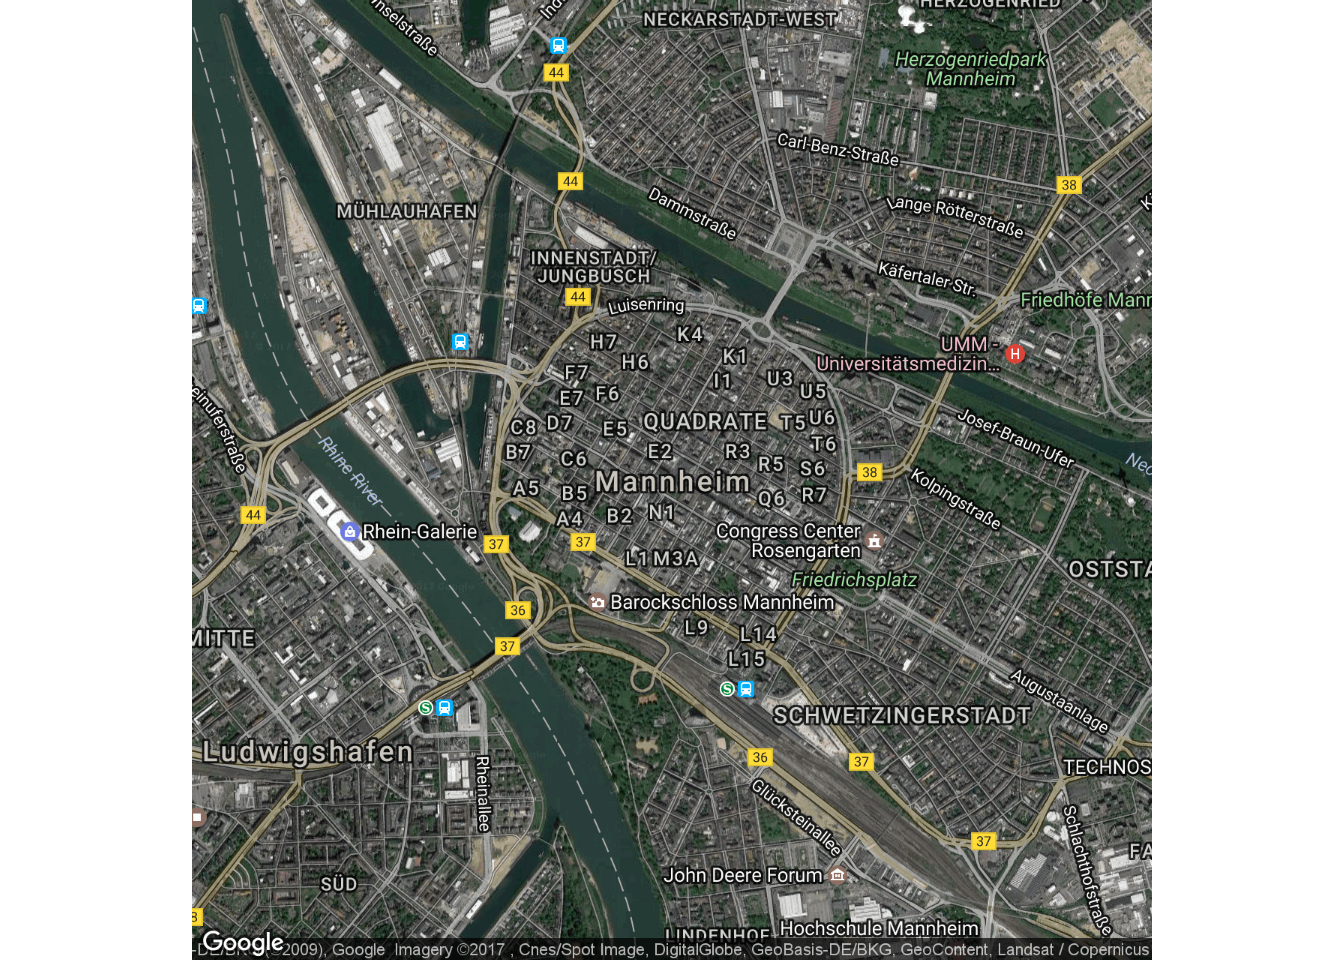 HERZOGENRIED
NECKARSTADT-WEST
Inselstraße
44
Herzogenriedpark
Mannheim
Carl-Benz-Straße
44
38
Dammstraße
Lange Rötterstraße
MÜHLAUHAFEN
INNENSTADT/
JUNGBUSCH
Käfertaler Str.
44
Luisenring
Friedhöfe Mann
K4
H7
UMM -
Universitätsmedizin...
H
K1
H6
F7
I1
U3
U5
E7
F6
einuferstraße
QUADRATE
T5
U6
Josef-Braun-Ufer
C8
D7
E5
T6
B7
E2
R3
C6
R5
S6
38
Nec
Rhine River
Mannheim
Kolpingstraße
A5
B5
Q6
R7
44
A4
B2
N1
Rhein-Galerie
Congress Center
Rosengarten
37
37
L1
M3A
OSTSTA
Friedrichsplatz
36
Barockschloss Mannheim
L9
L14
MITTE
37
L15
S
S
Augustaanlage
SCHWETZINGERSTADT
Ludwigshafen
36
37
TECHNOS
Rheinallee
Glücksteinallee
Schlachthofstraße
37
FA
John Deere Forum
SÜD
8
Hochschule Mannheim
LINDENHOF
Google
-DE/BKG (©2009), Google Imagery ©2017 , Cnes/Spot Image, DigitalGlobe, GeoBasis-DE/BKG, GeoContent, Landsat / Copernicus